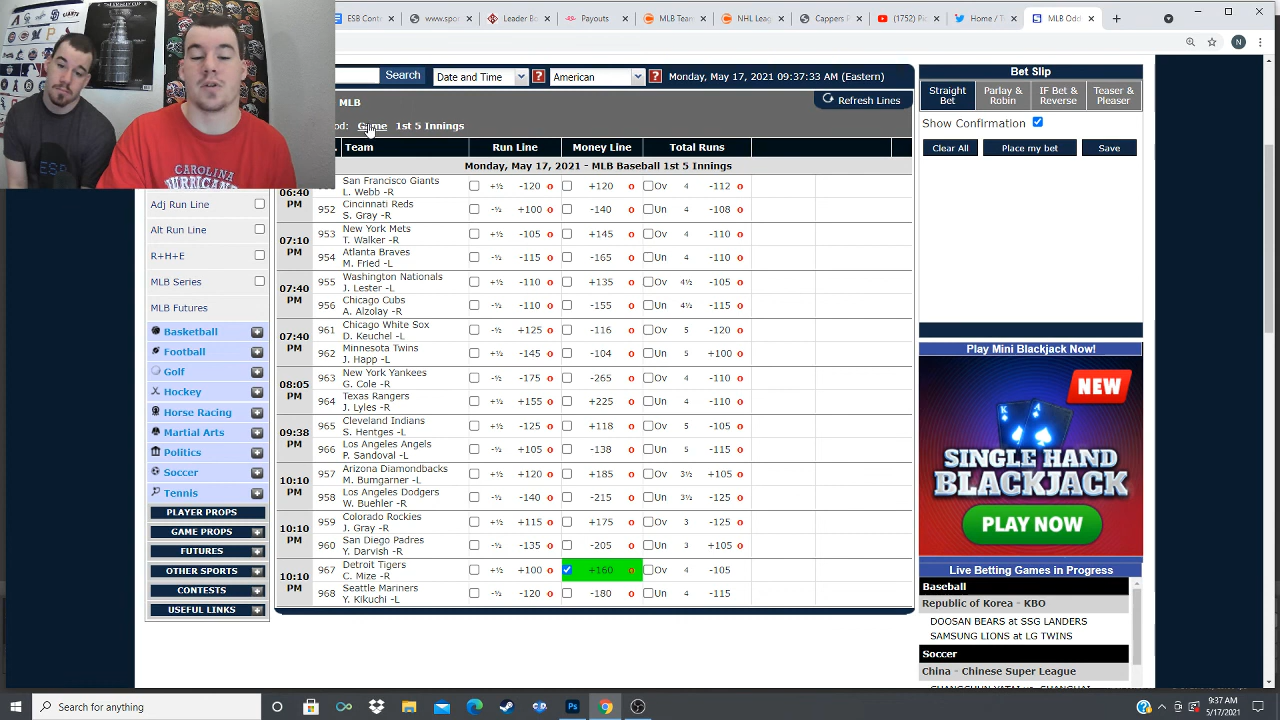 ESB Conf
www.spo
Leader B
Payouts
MLB Team
NHL Mon
(1752) P
Home / T
MLB Odd
THE STANLEY CUP
ESP
CAROLINA
HURRICANES
Search
Date and Time
?
American
?
Monday, May 17, 2021 09:37:33 AM (Eastern)
MLB
Refresh Lines
Game 1st 5 Innings
Team Run Line Money Line Total Runs
Monday, May 17, 2021 - MLB Baseball 1st 5 Innings
06:40 PM
San Francisco Giants +½ -120 o +120 o Ov 4 -112 o
L. Webb -R
952 Cincinnati Reds -½ +100 o -140 o Un 4 -108 o
S. Gray -R
07:10 PM
953 New York Mets +½ -105 o +145 o Ov 4 -110 o
T. Walker -R
954 Atlanta Braves -½ -115 o -165 o Un 4 -110 o
M. Fried -L
07:40 PM
955 Washington Nationals +½ -110 o +135 o Ov 4½ -105 o
J. Lester -L
956 Chicago Cubs -½ -110 o -155 o Un 4½ -115 o
A. Alzolay -R
07:40 PM
961 Chicago White Sox -½ +125 o -116 o Ov 5 -120 o
D. Keuchel -L
962 Minnesota Twins +½ -145 o -104 o Un 5 +100 o
J. Happ -L
08:05 PM
963 New York Yankees -½ -175 o -265 o Ov 4 -110 o
G. Cole -R
964 Texas Rangers +½ +155 o +225 o Un 4 -110 o
J. Lyles -R
09:38 PM
965 Cleveland Indians +½ -125 o +118 o Ov 5 -105 o
S. Hentges -L
966 Los Angeles Angels -½ +105 o -138 o Un 5 -115 o
P. Sandoval -L
10:10 PM
957 Arizona Diamondbacks +½ +120 o +185 o Ov 3½ +105 o
M. Bumgarner -L
958 Los Angeles Dodgers -½ -140 o -215 o Un 3½ -125 o
W. Buehler -R
10:10 PM
959 Colorado Rockies +½ +115 o +175 o Ov 3 -125 o
J. Gray -R
960 San Diego Padres -½ -135 o -205 o Un 3 +105 o
Y. Darvish -R
10:10 PM
967 Detroit Tigers +½ +100 o +160 o Ov 4 -105 o
C. Mize -R
968 Seattle Mariners -½ -120 o -180 o Un 4 -115 o
Y. Kikuchi -L
Adj Run Line
Alt Run Line
R+H+E
MLB Series
MLB Futures
Basketball
Football
Golf
Hockey
Horse Racing
Martial Arts
Politics
Soccer
Tennis
PLAYER PROPS
GAME PROPS
FUTURES
OTHER SPORTS
CONTESTS
USEFUL LINKS
Bet Slip
Straight Bet
Parlay & Robin
IF Bet & Reverse
Teaser & Pleaser
Show Confirmation
Clear All
Place my bet
Save
Play Mini Blackjack Now!
NEW
SINGLE HAND
BLACKJACK
PLAY NOW
Live Betting Games in Progress
Baseball
Republic of Korea - KBO
DOOSAN BEARS at SSG LANDERS
SAMSUNG LIONS at LG TWINS
Soccer
China - Chinese Super League
Search for anything
9:37 AM
5/17/2021